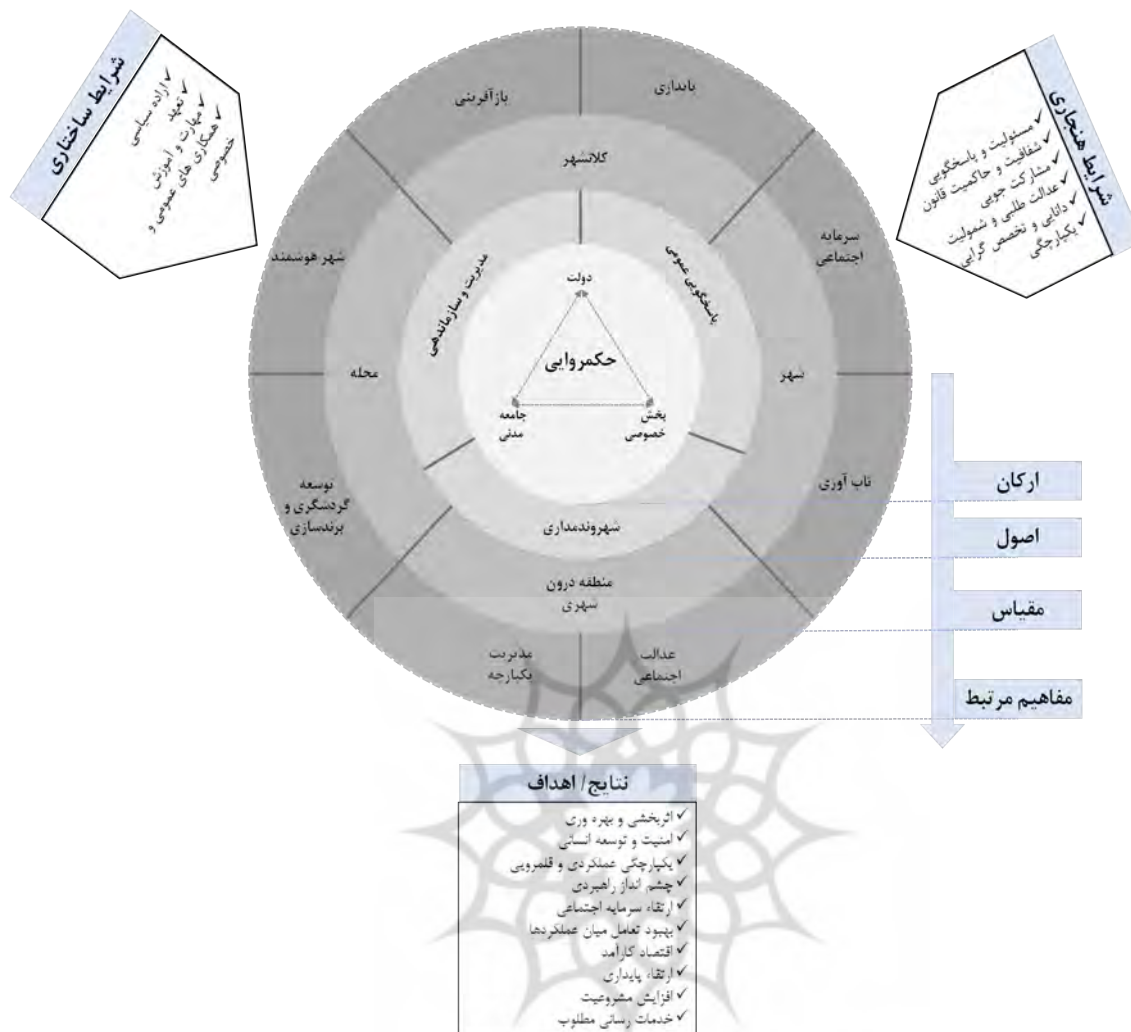 شرایط ساختاری
✓ اراده سیاسی
✓ تعهد
✓ مهارت و آموزش
✓ همکاری های عمومی و
خصوصی
شرایط هنجاری
✓ مسئولیت و پاسخگویی
✓ شفافیت و حاکمیت قانون
✓ مشارکت جویی
✓ عدالت طلبی و شمولیت
✓ دانایی و تخصص گرایی
✓ یکپارچگی
پایداری
بازآفرینی
کلانشهر
سرمایه
اجتماعی
شهر هوشمند
پاسخگویی عمومی
مدیریت و سازماندهی
دولت
حکمروایی
شهر
محله
بخش
خصوصی
جامعه
مدنی
تاب آوری
توسعه
گردشگری و
برندسازی
شهروندمداری
منطقه درون
شهری
عدالت
اجتماعی
مدیریت
یکپارچه
ارکان
اصول
مقیاس
مفاهیم مرتبط
نتایج/ اهداف
✓ اثربخشی و بهره وری
✓ امنیت و توسعه انسانی
✓ یکپارچگی عملکردی و قلمرویی
✓ چشم انداز راهبردی
✓ ارتقاء سرمایه اجتماعی
✓ بهبود تعامل میان عملکردها
✓ اقتصاد کارآمد
✓ ارتقاء پایداری
✓ افزایش مشروعیت
✓ خدمات رسانی مطلوب